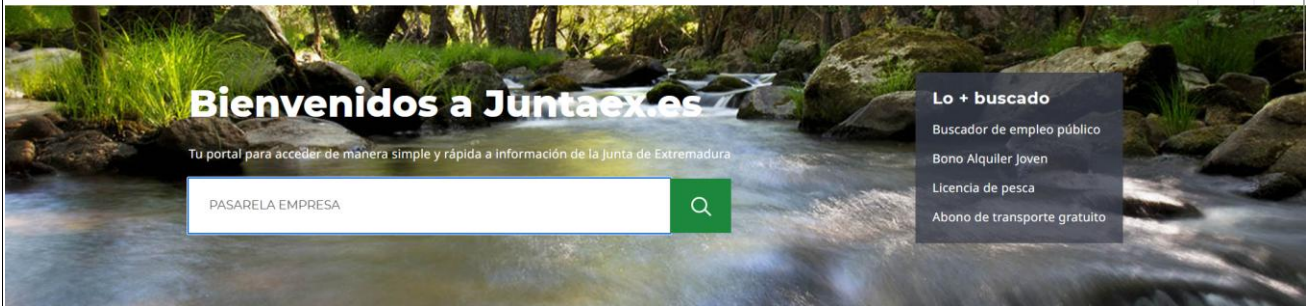 Bienvenidos a Juntaex.es
Tu portal para acceder de manera simple y rápida a información de la Junta de Extremadura
PASARELA EMPRESA
Lo + buscado
Buscador de empleo público
Bono Alquiler Joven
Licencia de pesca
Abono de transporte gratuito